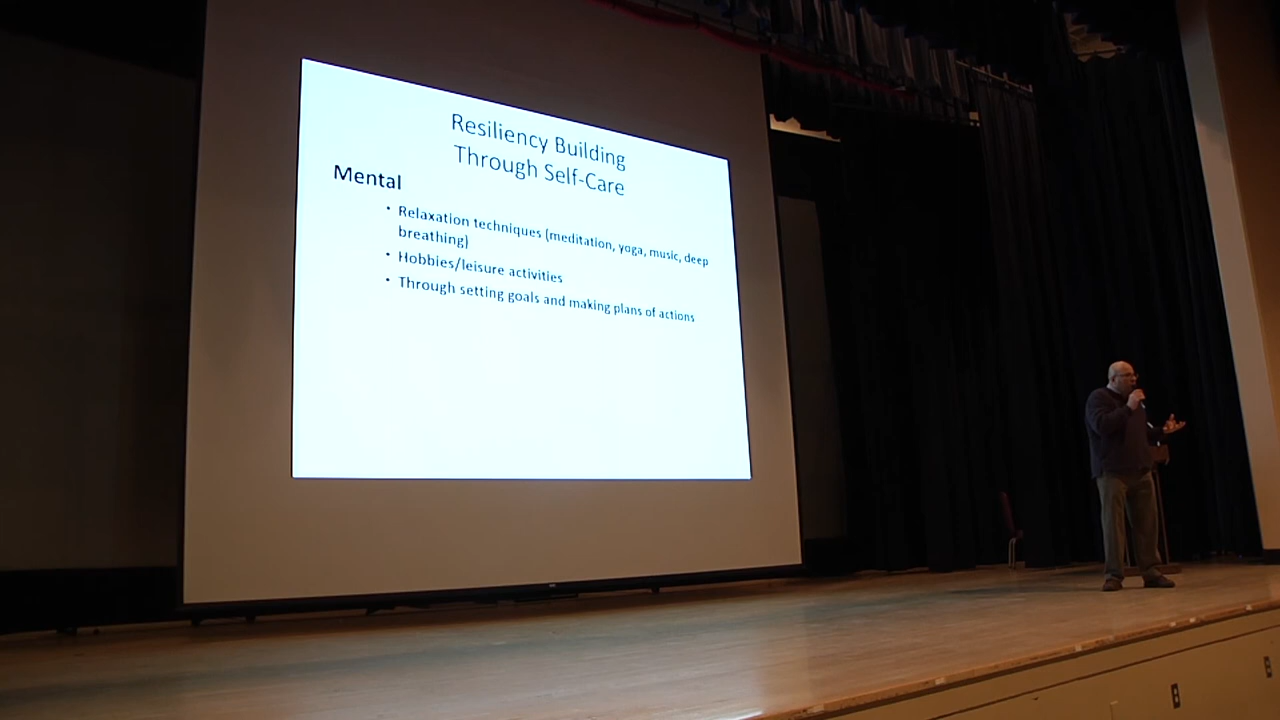 Resiliency Building
Through Self-Care
Mental
• Relaxation techniques (meditation, yoga, music, deep
breathing)
• Hobbies/leisure activities
• Through setting goals and making plans of actions